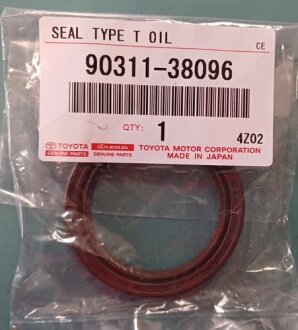 SEAL TYPE T OIL
CE
90311-38096
QTY: 1
4Z02
TOYOTA LEXUS TOYOTA MOTOR CORPORATION
GENUINE PARTS GENUINE PARTS MADE IN JAPAN